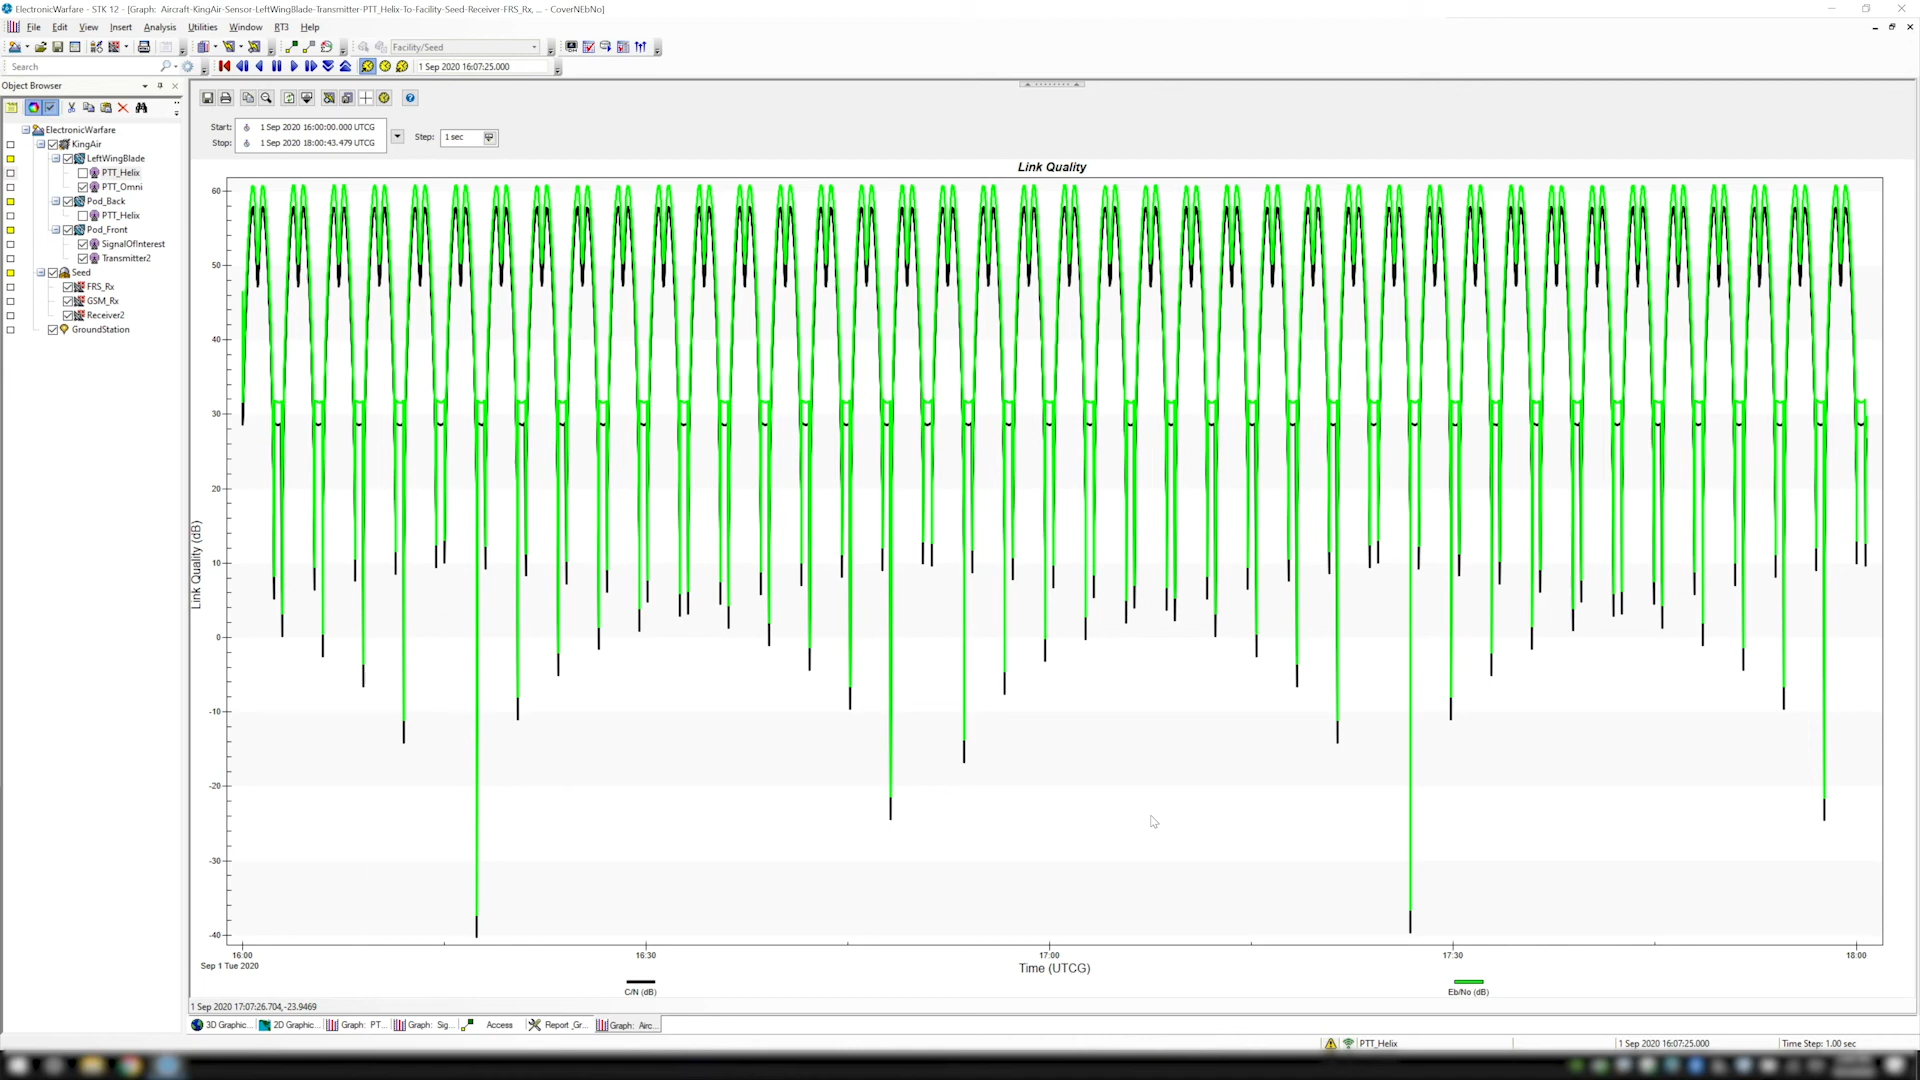 ElectronicWarfare - STK 12 - [Graph:  Aircraft-KingAir-Sensor-LeftWingBlade-Transmitter-PTT_Helix-To-Facility-Seed-Receiver-FRS_Rx, ... - CoverNEbNo]
File Edit View Insert Analysis Utilities Window RT3 Help
Facility/Seed
Search
1 Sep 2020 16:07:25.000
Object Browser
ElectronicWarfare
KingAir
LeftWingBlade
PTT_Helix
PTT_Omni
Pod_Back
PTT_Helix
Pod_Front
SignalOfInterest
Transmitter2
Seed
FRS_Rx
GSM_Rx
Receiver2
GroundStation
Start: 1 Sep 2020 16:00:00.000 UTCG
Stop: 1 Sep 2020 18:00:43.479 UTCG
Step: 1 sec
Link Quality
60
50
40
30
20
10
0
-10
-20
-30
-40
Link Quality (dB)
16:00 16:30 17:00 17:30 18:00
Sep 1 Tue 2020
Time (UTCG)
C/N (dB) Eb/No (dB)
1 Sep 2020 17:07:26.704,-23.9469
3D Graphic... 2D Graphic... Graph: PT... Graph: Sig... Access Report_Gr... Graph: Airc...
PTT_Helix 1 Sep 2020 16:07:25.000 Time Step: 1.00 sec